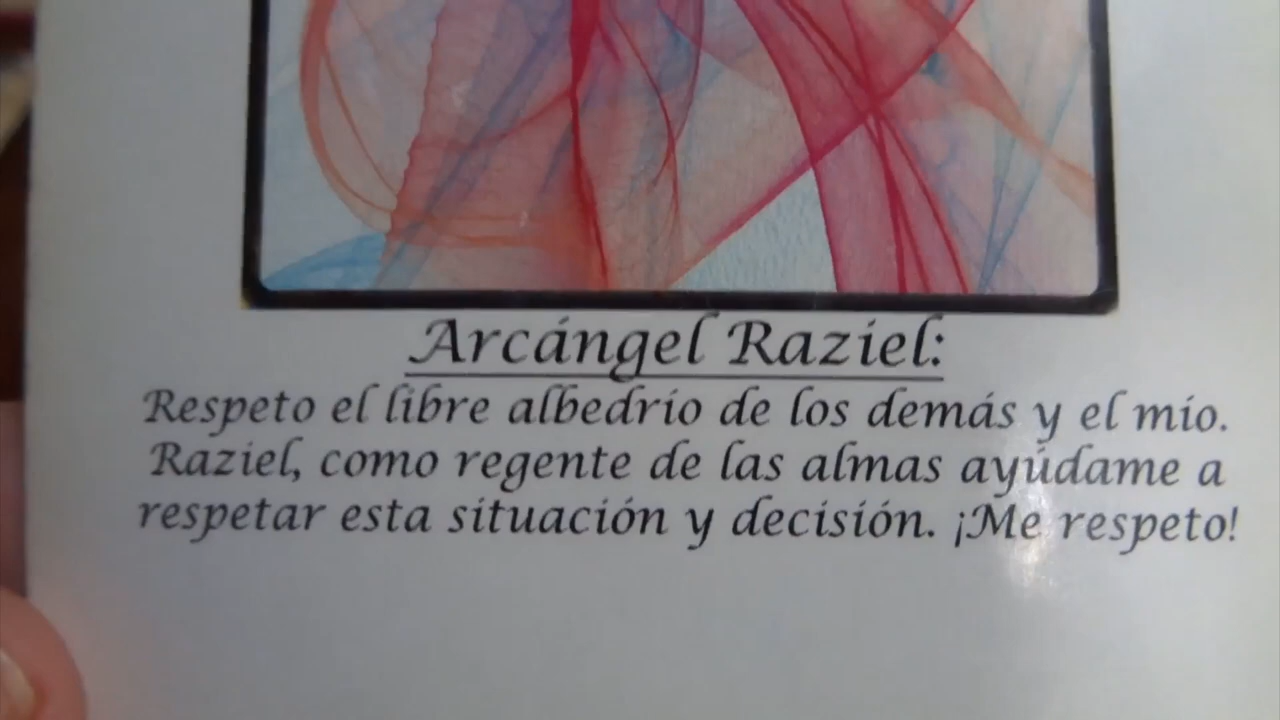 Arcángel Raziel:
Respeto el libre albedrío de los demás y el mío.
Raziel, como regente de las almas ayúdame a
respetar esta situación y decisión. ¡Me respeto!